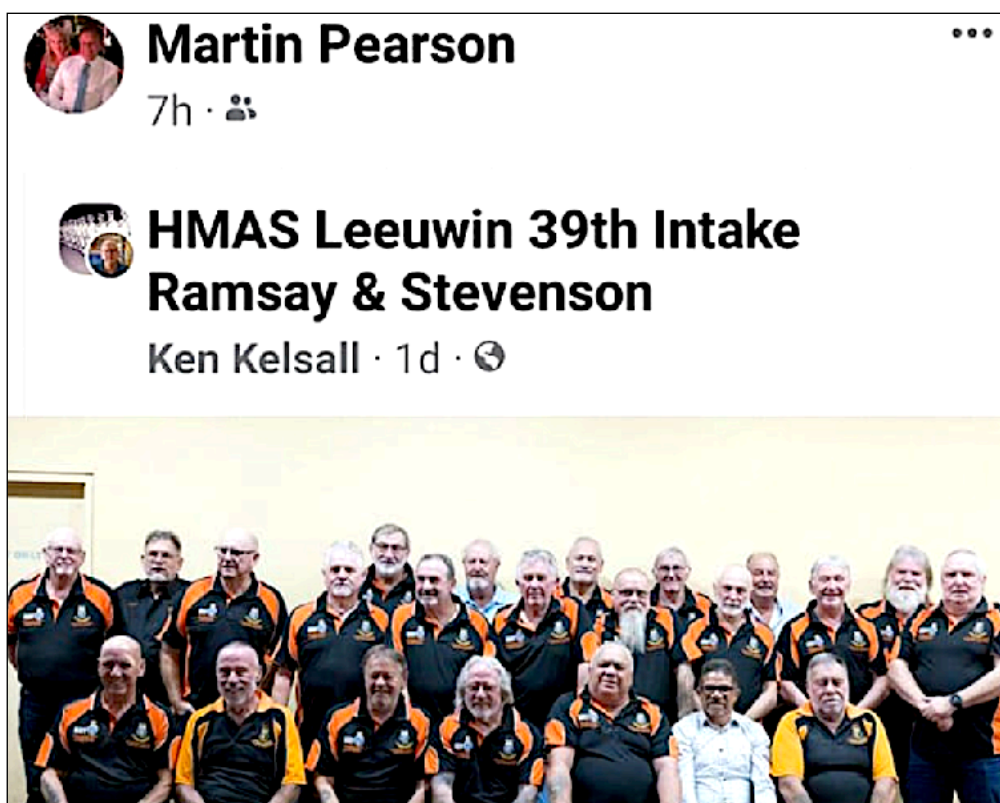 Martin Pearson
7h ·
HMAS Leeuwin 39th Intake
Ramsay & Stevenson
Ken Kelsall · 1d ·